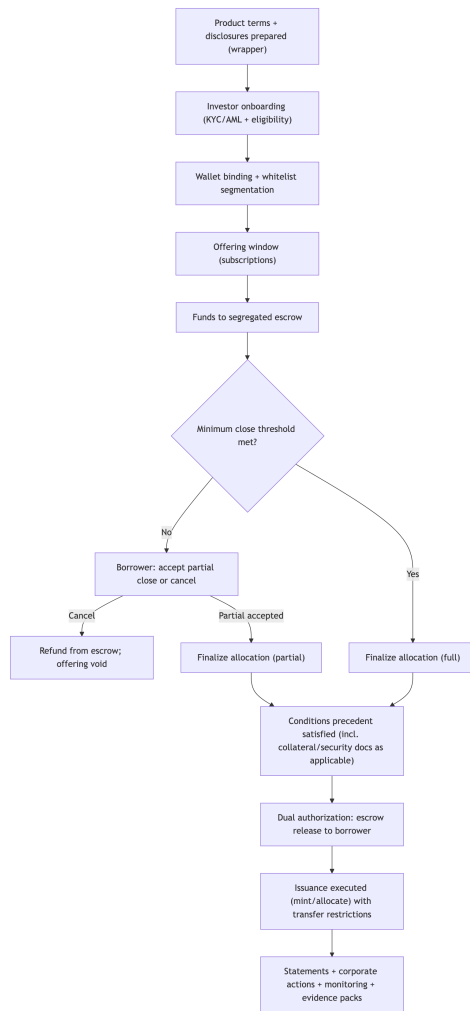 Product terms +
disclosures prepared
(wrapper)
Investor onboarding
(KYC/AML + eligibility)
Wallet binding + whitelist
segmentation
Offering window
(subscriptions)
Funds to segregated escrow
Minimum close threshold
met?
No
Yes
Borrower: accept partial
close or cancel
Cancel
Partial accepted
Refund from escrow;
offering void
Finalize allocation (partial)
Finalize allocation (full)
Conditions precedent
satisfied (incl.
collateral/security docs as
applicable)
Dual authorization: escrow
release to borrower
Issuance executed
(mint/allocate) with
transfer restrictions
Statements + corporate
actions + monitoring +
evidence packs